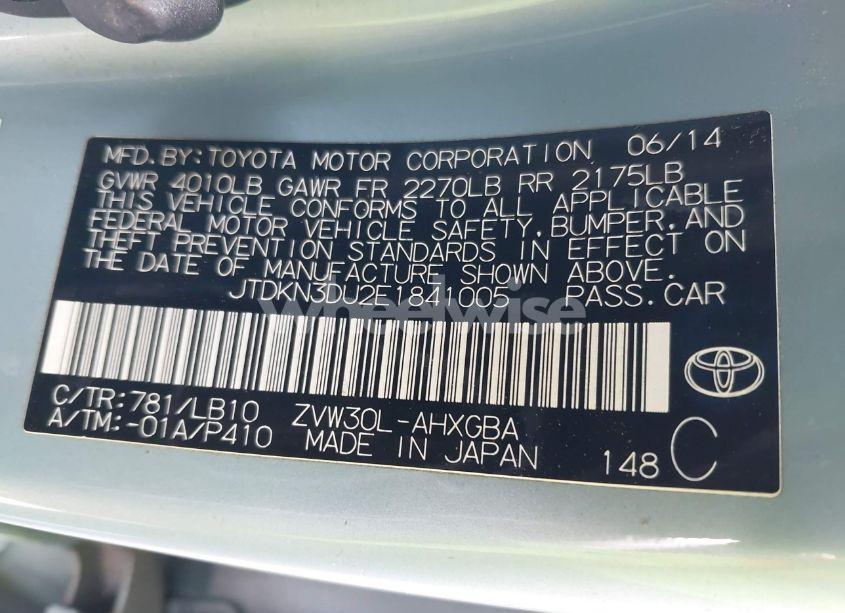 MFD.BY:TOYOTA MOTOR CORPORATION 06/14
GVWR 4010LB GAWR FR 2270LB RR 2175LB
THIS VEHICLE CONFORMS TO ALL APPLICABLE
FEDERAL MOTOR VEHICLE SAFETY,BUMPER,AND
THEFT PREVENTION STANDARDS IN EFFECT ON
THE DATE OF MANUFACTURE SHOWN ABOVE.
JTDKN3DU2E1841005 PASS.CAR
wheelwise
C/TR:781/LB10 ZVW30L-AHXGBA
A/TM:-01A/P410 MADE IN JAPAN 148 C